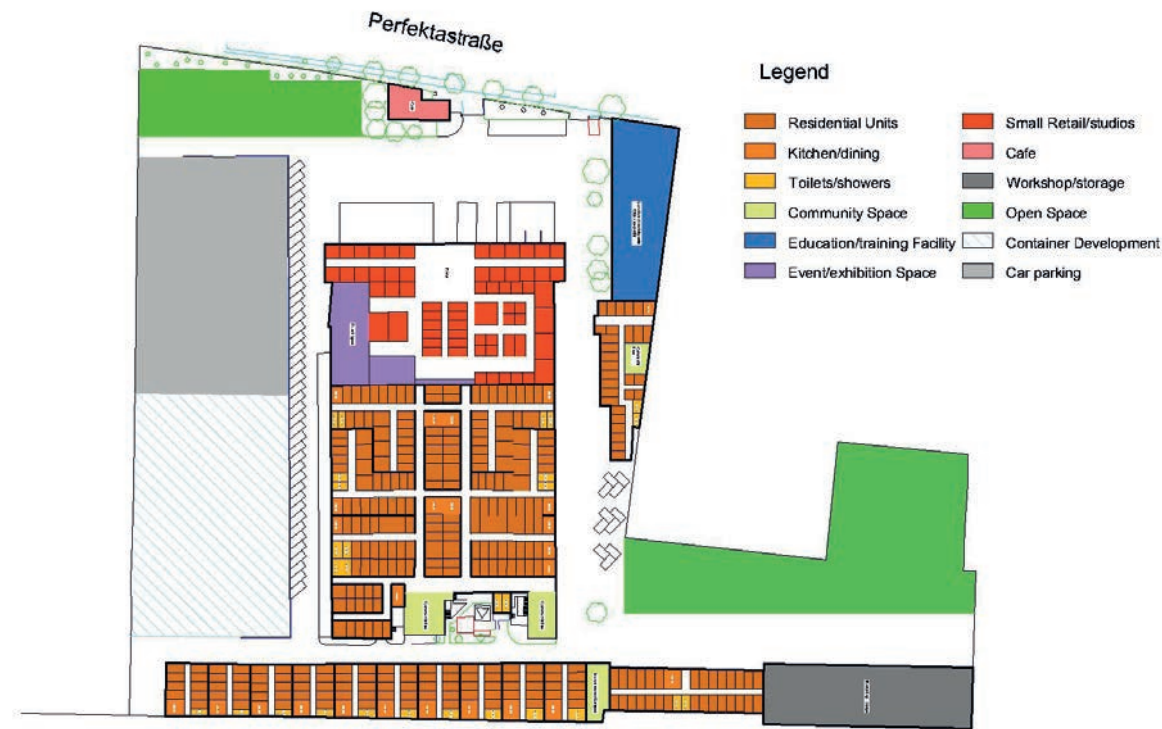 Perfektastraße
Legend
Residential Units
Kitchen/dining
Toilets/showers
Community Space
Education/training Facility
Event/exhibition Space
Small Retail/studios
Cafe
Workshop/storage
Open Space
Container Development
Car parking